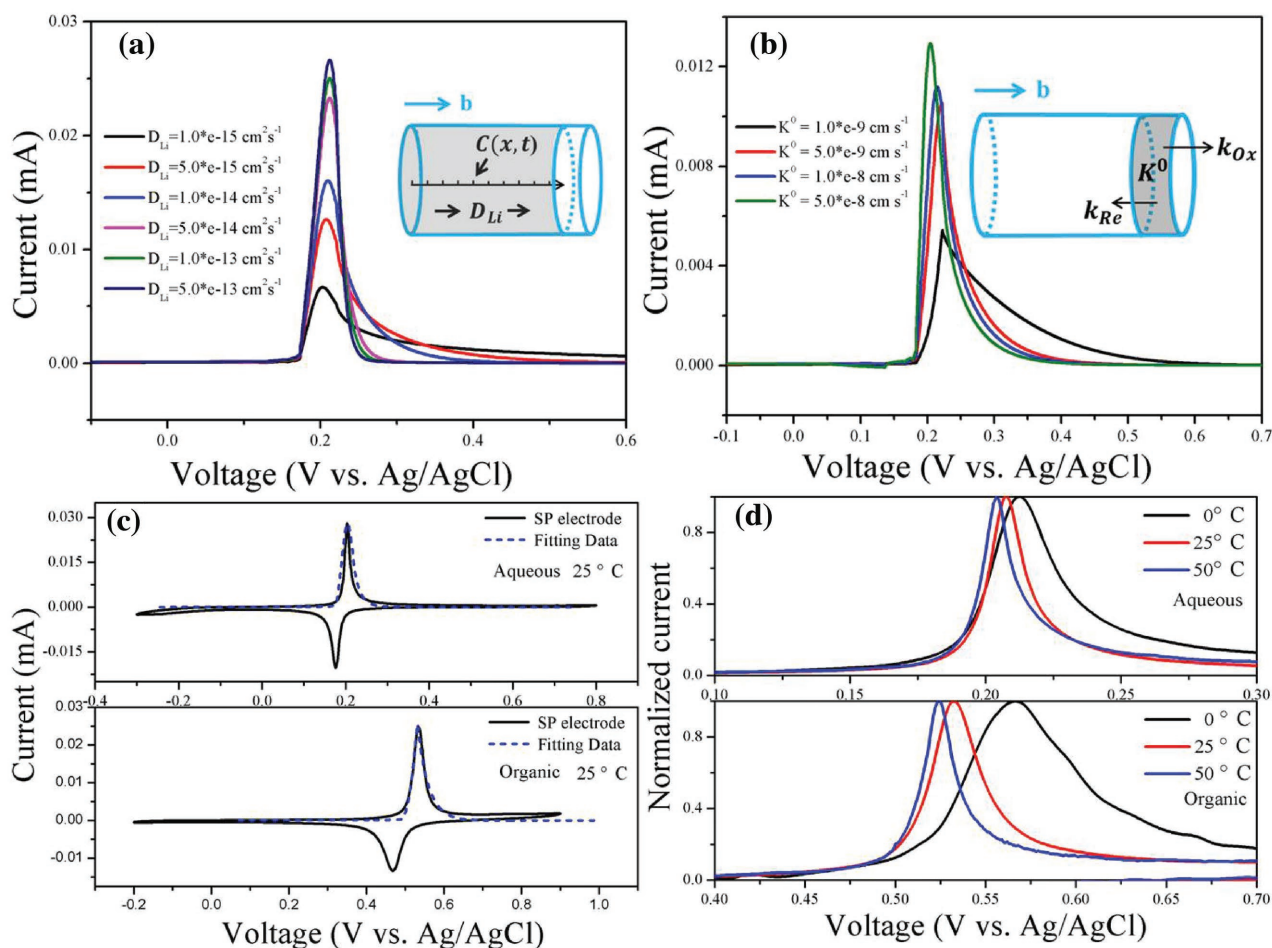 (a)
Current (mA)
0.03
0.02
0.01
0.00
D_Li=1.0*e-15 cm²s⁻¹
D_Li=5.0*e-15 cm²s⁻¹
D_Li=1.0*e-14 cm²s⁻¹
D_Li=5.0*e-14 cm²s⁻¹
D_Li=1.0*e-13 cm²s⁻¹
D_Li=5.0*e-13 cm²s⁻¹
b
C(x,t)
D_Li
0.0 0.2 0.4 0.6
Voltage (V vs. Ag/AgCl)
(b)
Current (mA)
0.012
0.008
0.004
0.000
K⁰ = 1.0*e-9 cm s⁻¹
K⁰ = 5.0*e-9 cm s⁻¹
K⁰ = 1.0*e-8 cm s⁻¹
K⁰ = 5.0*e-8 cm s⁻¹
b
k_Ox
K⁰
k_Re
-0.1 0.0 0.1 0.2 0.3 0.4 0.5 0.6 0.7
Voltage (V vs. Ag/AgCl)
(c)
Current (mA)
0.030
0.015
0.000
-0.015
SP electrode
Fitting Data
Aqueous 25 ° C
-0.4 -0.2 0.0 0.2 0.4 0.6 0.8
0.03
0.02
0.01
0.00
-0.01
SP electrode
Fitting Data
Organic 25 ° C
-0.2 0.0 0.2 0.4 0.6 0.8 1.0
Voltage (V vs. Ag/AgCl)
(d)
Normalized current
0.8
0.4
0.0
0° C
25° C
50° C
Aqueous
0.10 0.15 0.20 0.25 0.30
0.8
0.4
0.0
0 ° C
25 ° C
50 ° C
Organic
0.40 0.45 0.50 0.55 0.60 0.65 0.70
Voltage (V vs. Ag/AgCl)